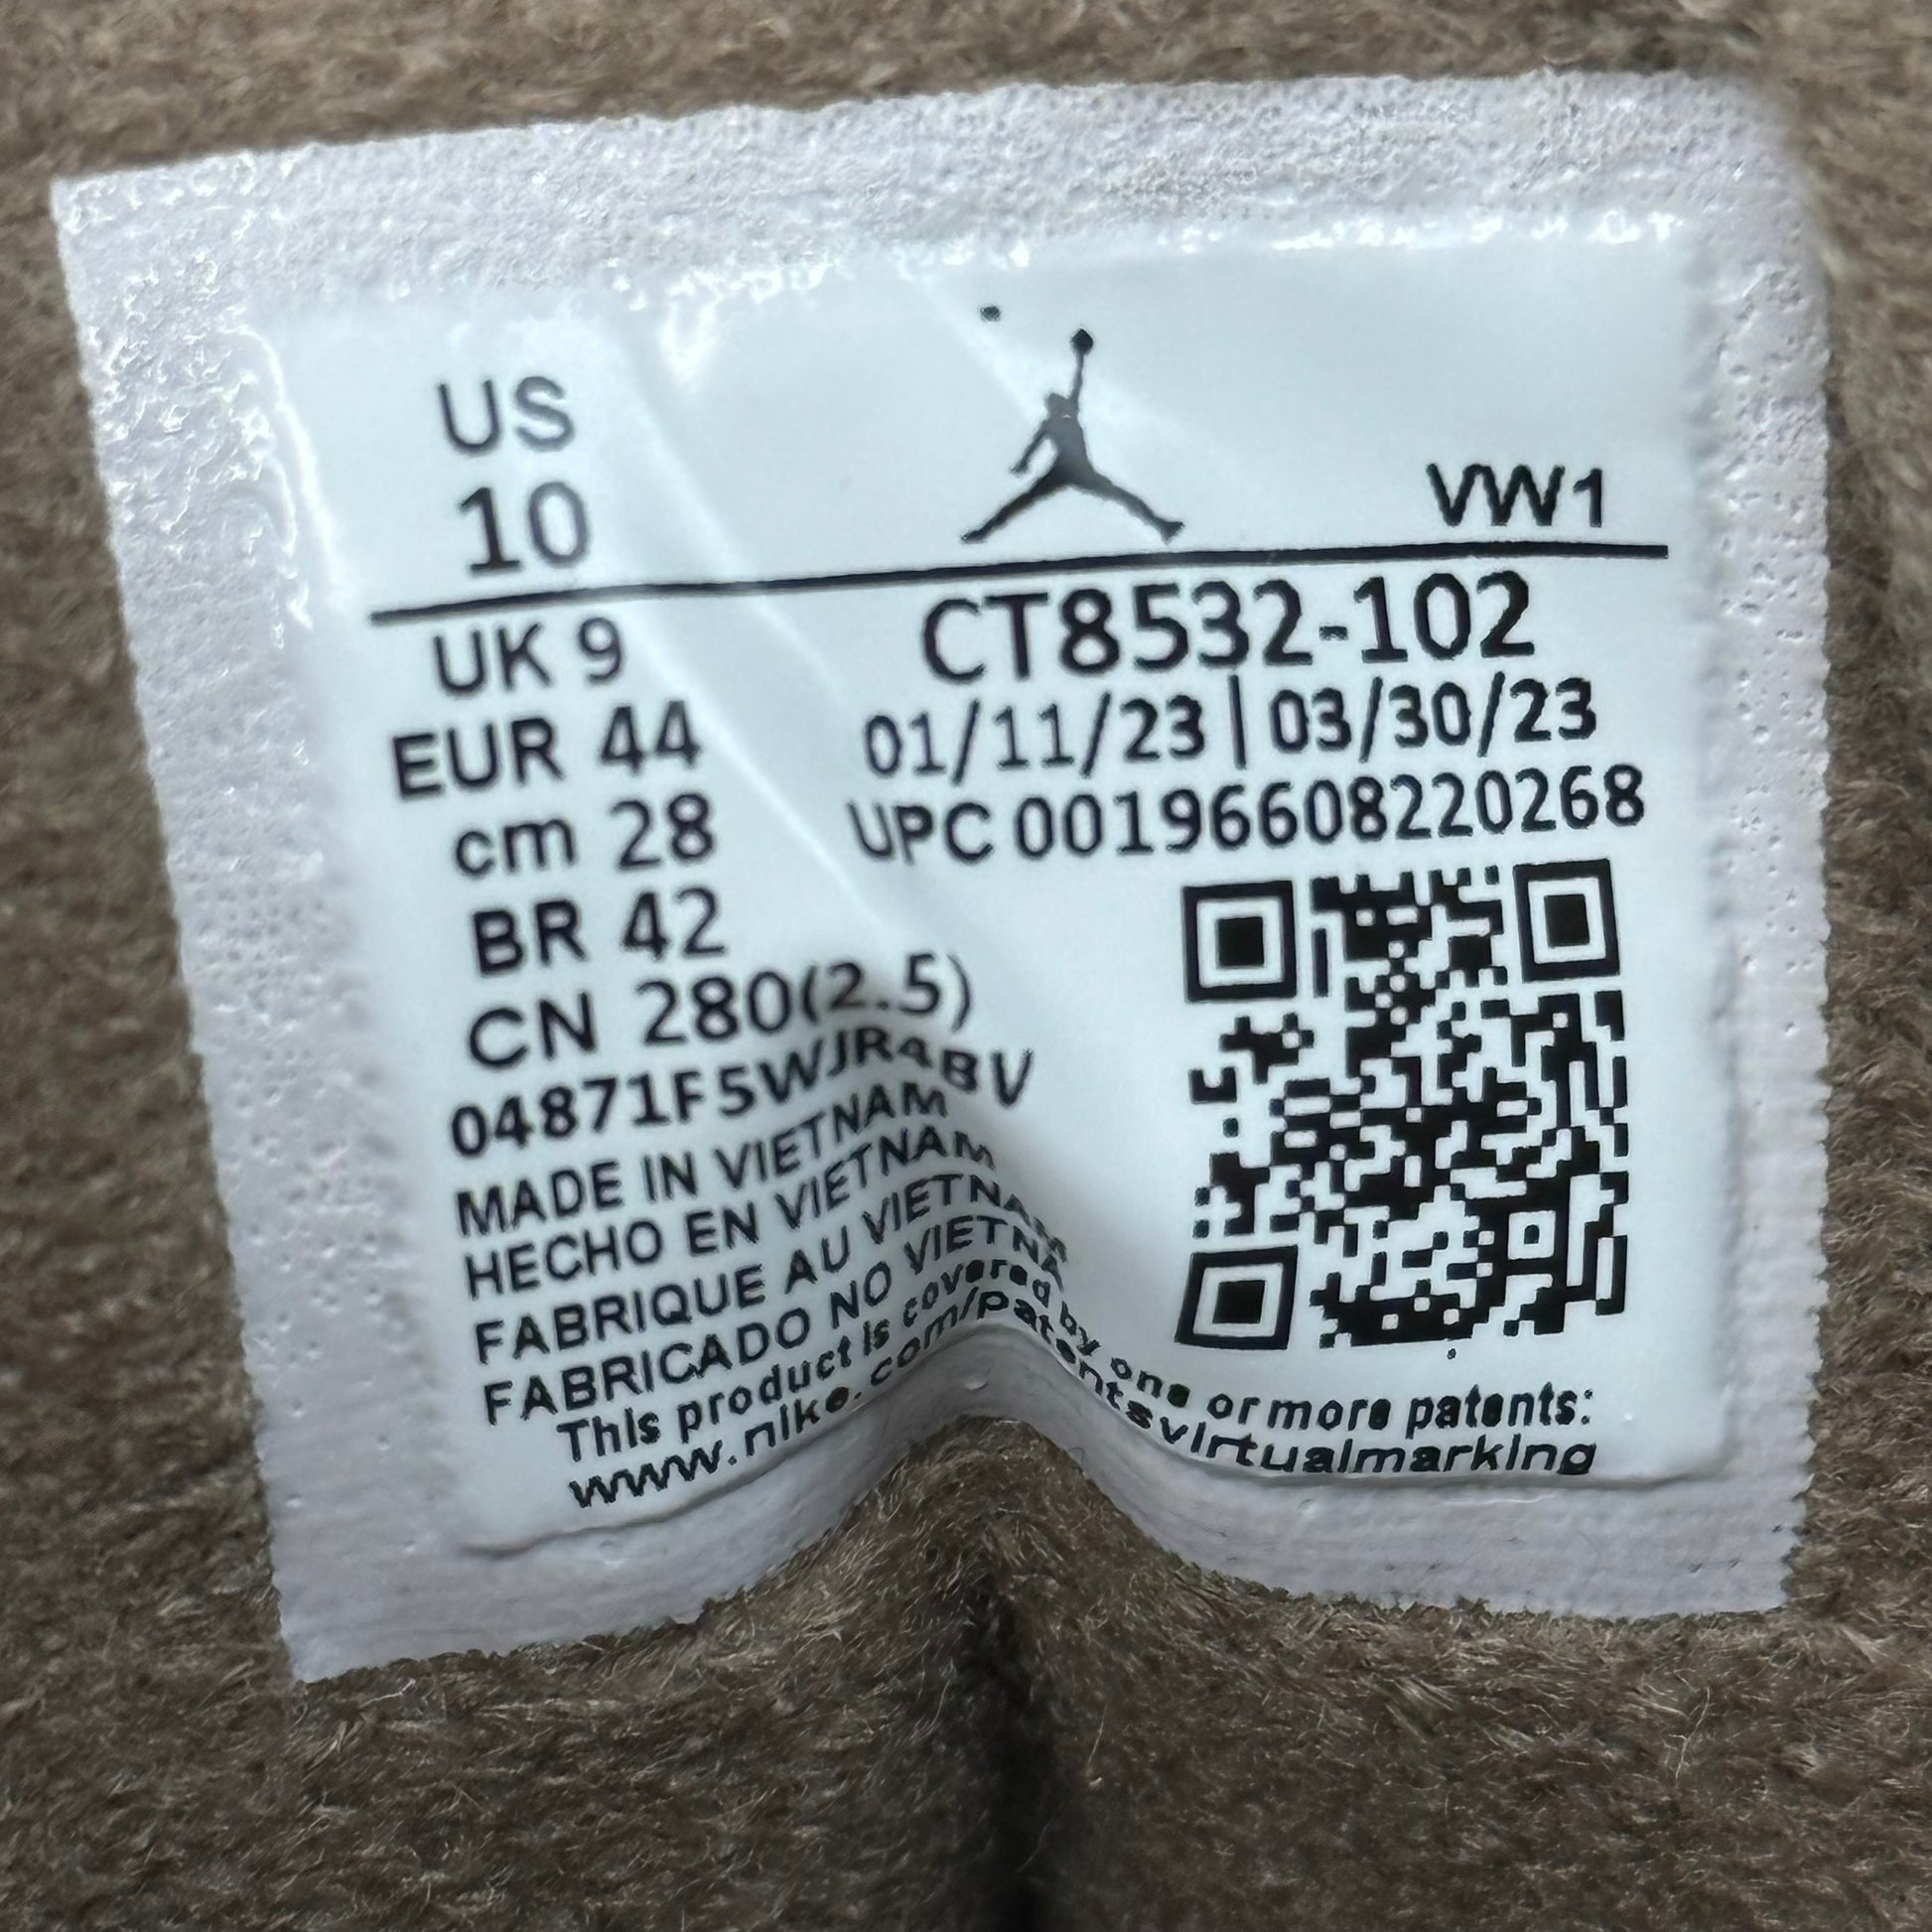 US
10
VW1
UK 9
EUR 44
cm 28
BR 42
CN 280(2.5)
CT8532-102
01/11/23 | 03/30/23
UPC 00196608220268
04871F5WJR4BV
MADE IN VIETNAM
HECHO EN VIETNAM
FABRIQUE AU VIETNAM
FABRICADO NO VIETNA
This product is covered by one or more patents:
www.nike.com/patentsvirtualmarking